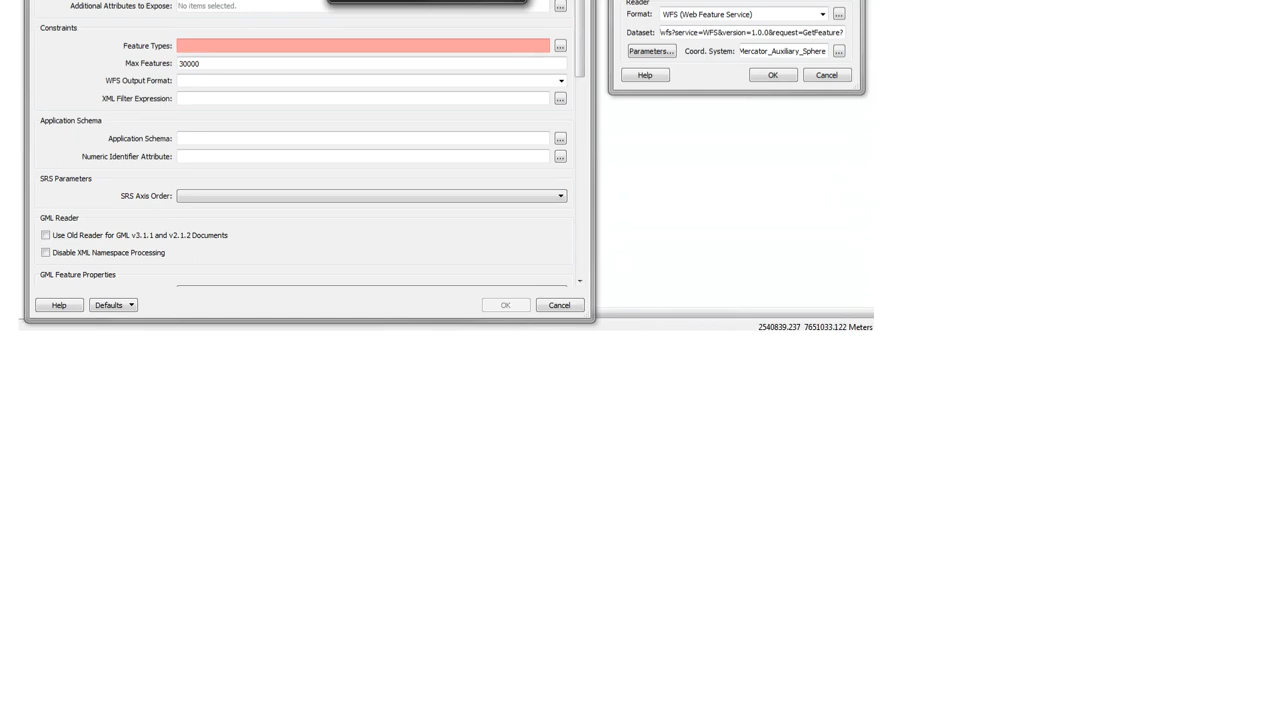 Additional Attributes to Expose: No items selected. ...
Constraints
Feature Types: ...
Max Features: 30000
WFS Output Format:
XML Filter Expression: ...
Application Schema
Application Schema: ...
Numeric Identifier Attribute: ...
SRS Parameters
SRS Axis Order:
GML Reader
Use Old Reader for GML v3.1.1 and v2.1.2 Documents
Disable XML Namespace Processing
GML Feature Properties
Help Defaults OK Cancel
Reader
Format: WFS (Web Feature Service) ...
Dataset: wfs?service=WFS&version=1.0.0&request=GetFeature?
Parameters... Coord. System: Mercator_Auxiliary_Sphere ...
Help OK Cancel
2540839.237 7651033.122 Meters